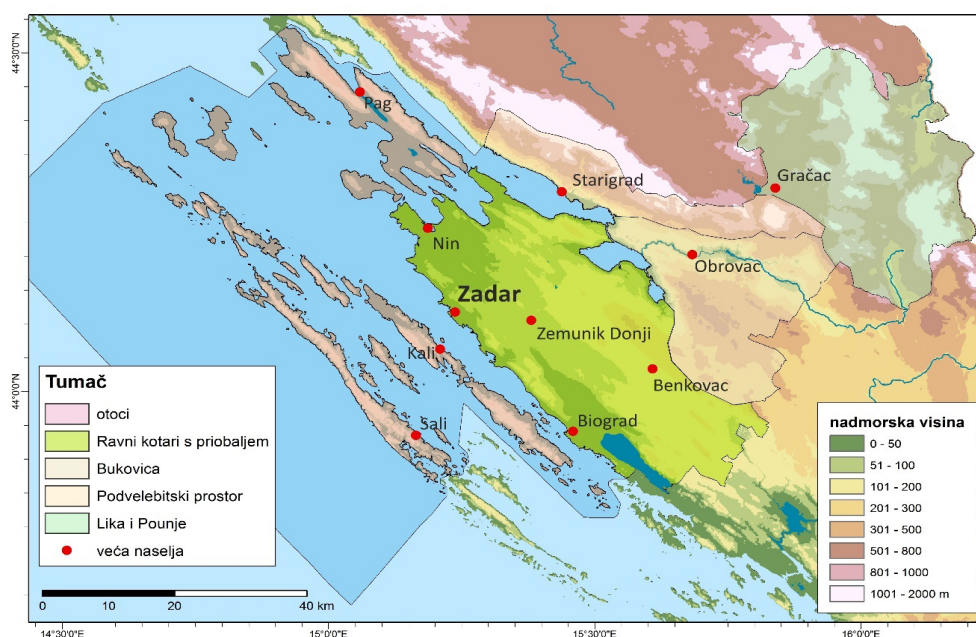 44°30'0"N
44°0'0"N
Pag
Starigrad
Gračac
Nin
Obrovac
Zadar
Zemunik Donji
Kali
Benkovac
Sali
Biograd
Tumač
otoci
Ravni kotari s priobaljem
Bukovica
Podvelebitski prostor
Lika i Pounje
veća naselja
0 10 20 40 km
nadmorska visina
0 - 50
51 - 100
101 - 200
201 - 300
301 - 500
501 - 800
801 - 1000
1001 - 2000 m
14°30'0"E 15°0'0"E 15°30'0"E 16°0'0"E